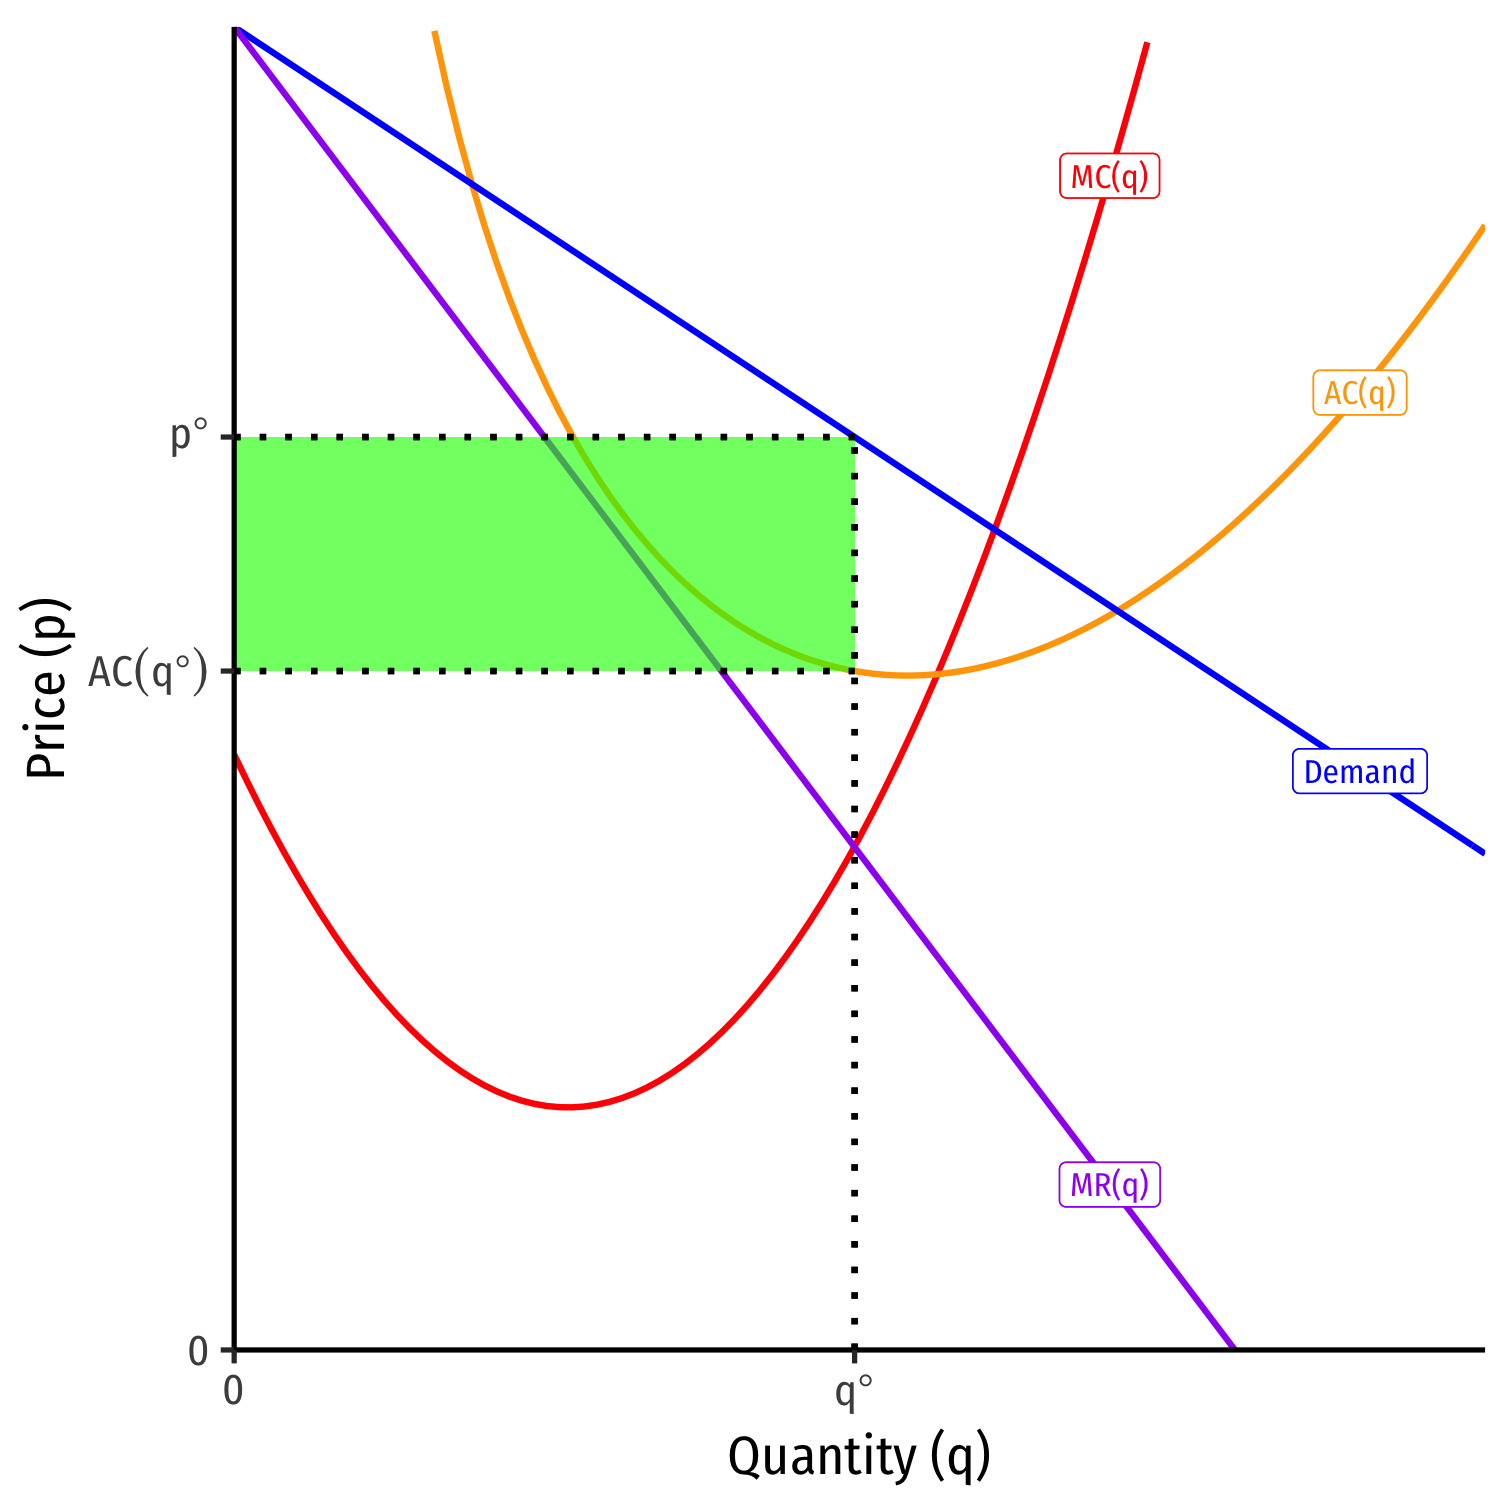 MC(q)
AC(q)
p°
Price (p)
AC(q°)
Demand
MR(q)
0
0
q°
Quantity (q)